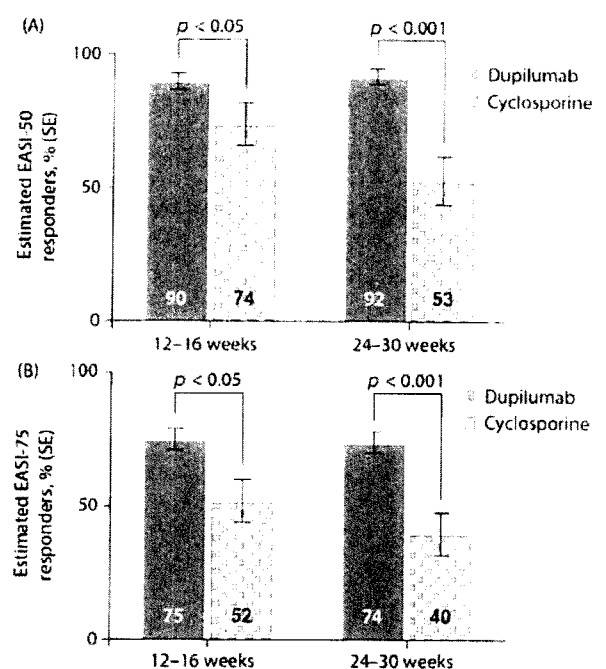 (A)
p < 0.05
p < 0.001
100
50
0
Estimated EASI-50
responders, % (SE)
Dupilumab
Cyclosporine
90
74
92
53
12–16 weeks
24–30 weeks
(B)
p < 0.05
p < 0.001
100
50
0
Estimated EASI-75
responders, % (SE)
Dupilumab
Cyclosporine
75
52
74
40
12–16 weeks
24–30 weeks